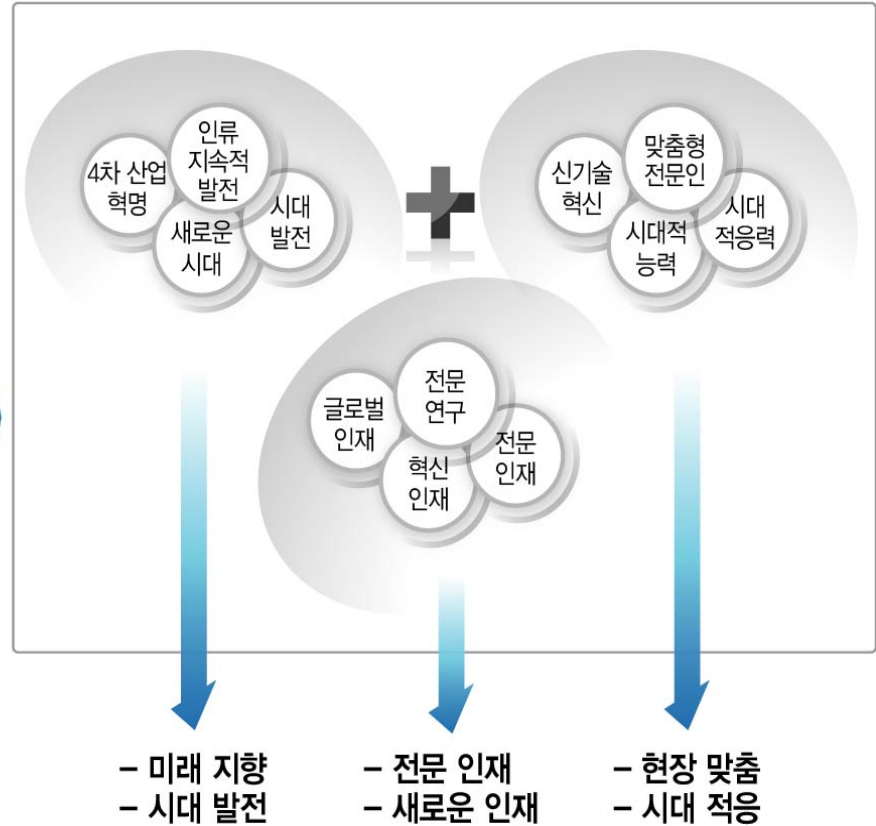 4차 산업
혁명
인류
지속적
발전
새로운
시대
시대
발전
신기술
혁신
맞춤형
전문인
시대적
능력
시대
적응력
글로벌
인재
전문
연구
혁신
인재
전문
인재
– 미래 지향
– 시대 발전
– 전문 인재
– 새로운 인재
– 현장 맞춤
– 시대 적응